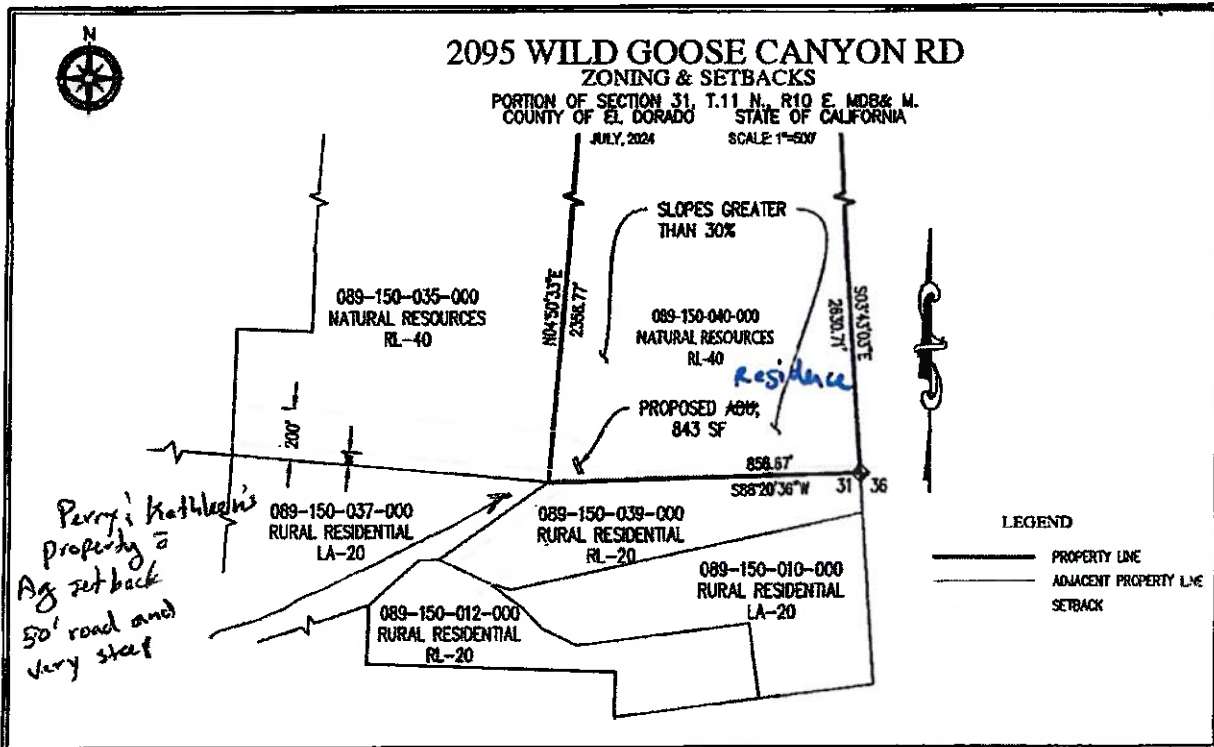 N
2095 WILD GOOSE CANYON RD
ZONING & SETBACKS
PORTION OF SECTION 31, T.11 N., R10 E. MDB& M.
COUNTY OF EL DORADO STATE OF CALIFORNIA
JULY, 2024 SCALE: 1"=500'
SLOPES GREATER
THAN 30%
089-150-035-000
NATURAL RESOURCES
RL-40
N04°50'33"E
2358.77'
089-150-040-000
NATURAL RESOURCES
RL-40
S03°43'03"E
2630.71'
Residence
PROPOSED ADU,
843 SF
200'
858.67'
S88°20'36"W
31 36
Perry & Kathleen's
property
Ag setback
50' road and
very steep
089-150-037-000
RURAL RESIDENTIAL
LA-20
089-150-039-000
RURAL RESIDENTIAL
RL-20
089-150-010-000
RURAL RESIDENTIAL
LA-20
089-150-012-000
RURAL RESIDENTIAL
RL-20
LEGEND
PROPERTY LINE
ADJACENT PROPERTY LINE
SETBACK